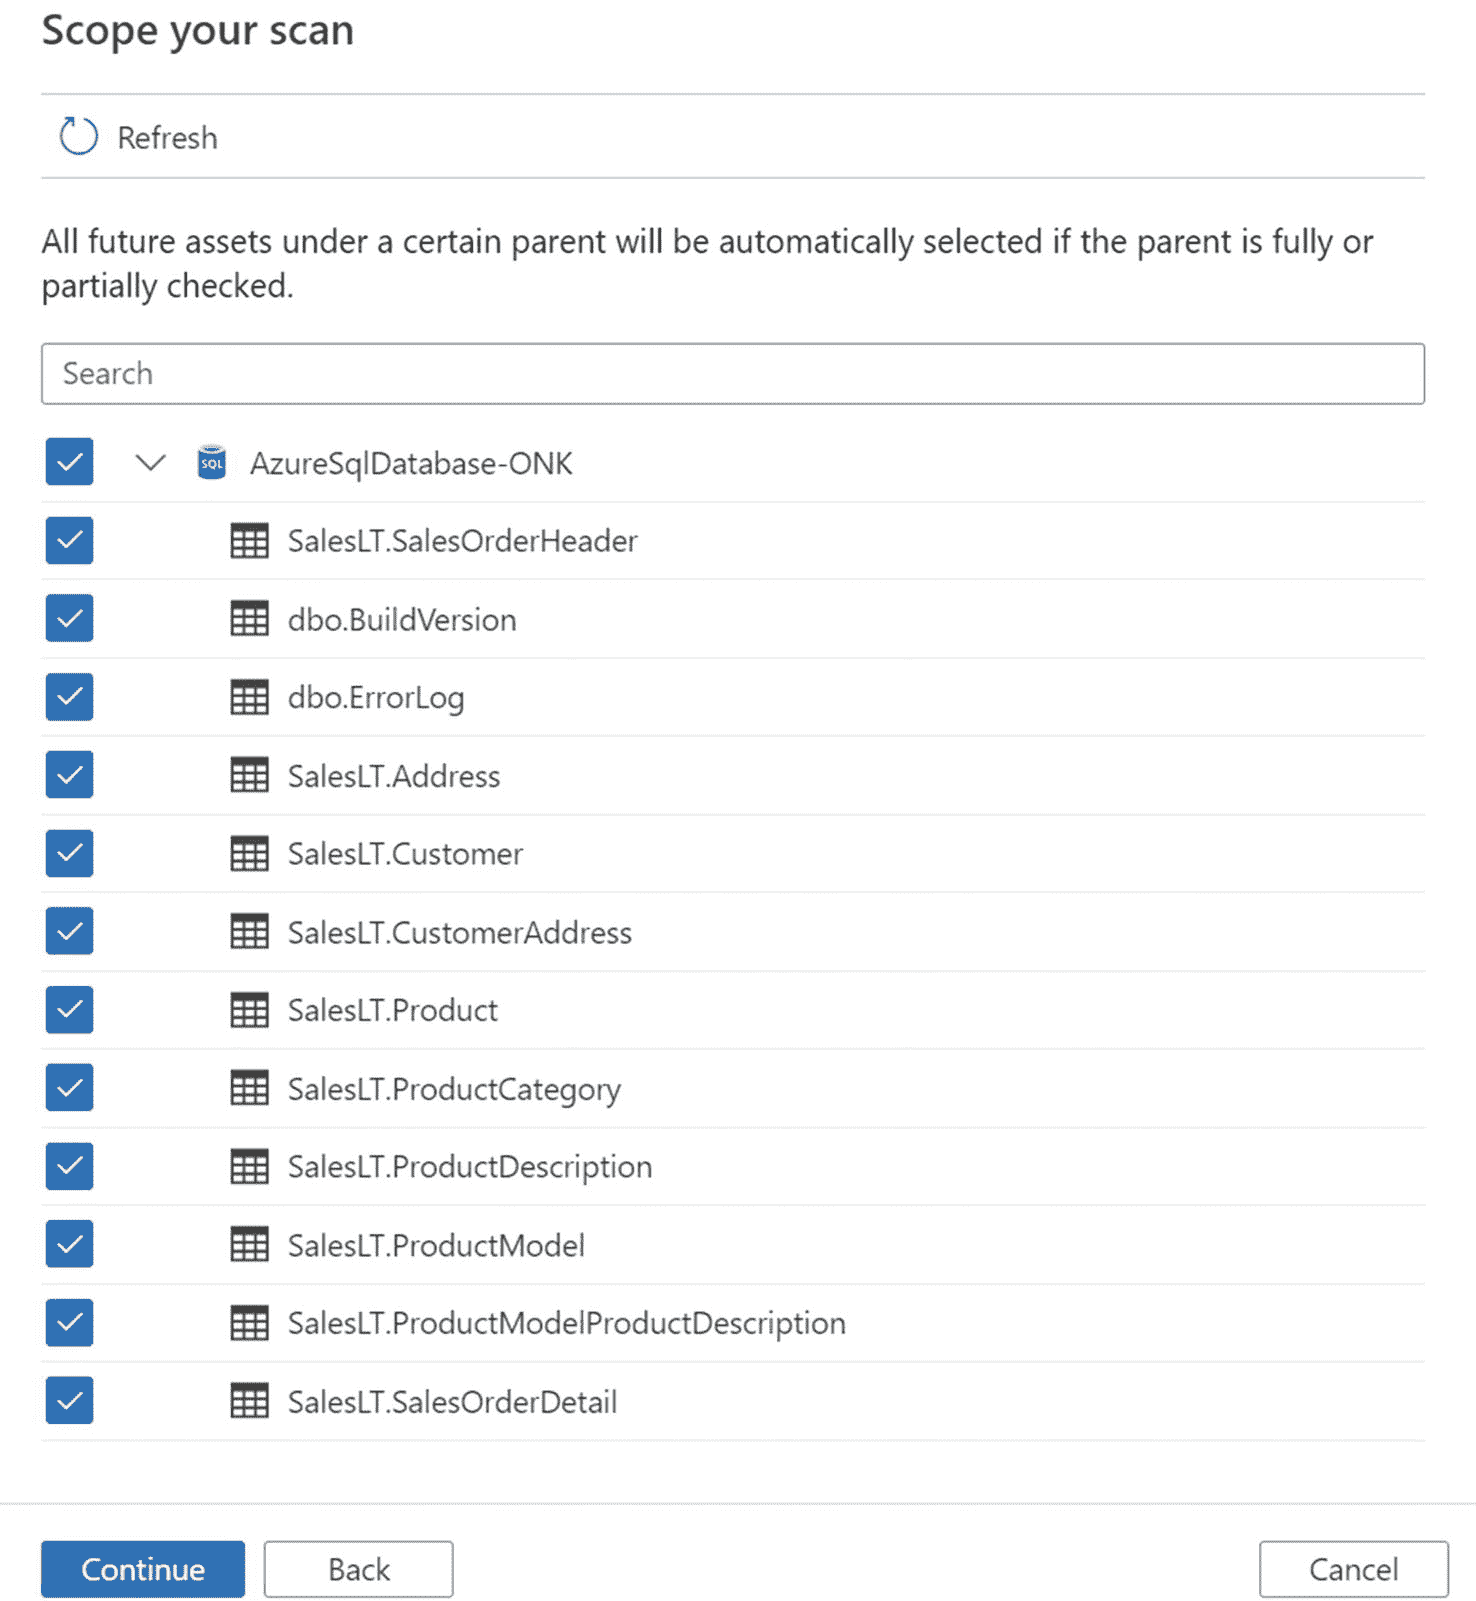 Scope your scan
Refresh
All future assets under a certain parent will be automatically selected if the parent is fully or
partially checked.
Search
SQL AzureSqlDatabase-ONK
SalesLT.SalesOrderHeader
dbo.BuildVersion
dbo.ErrorLog
SalesLT.Address
SalesLT.Customer
SalesLT.CustomerAddress
SalesLT.Product
SalesLT.ProductCategory
SalesLT.ProductDescription
SalesLT.ProductModel
SalesLT.ProductModelProductDescription
SalesLT.SalesOrderDetail
Continue Back Cancel